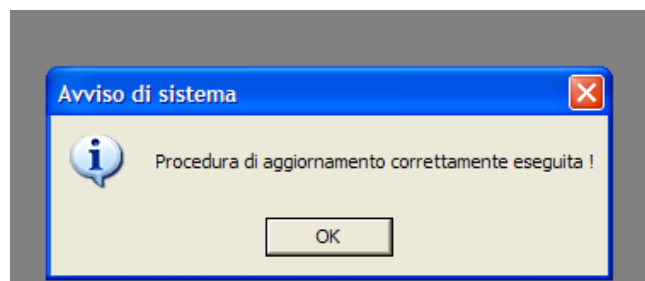 Avviso di sistema
Procedura di aggiornamento correttamente eseguita !
OK